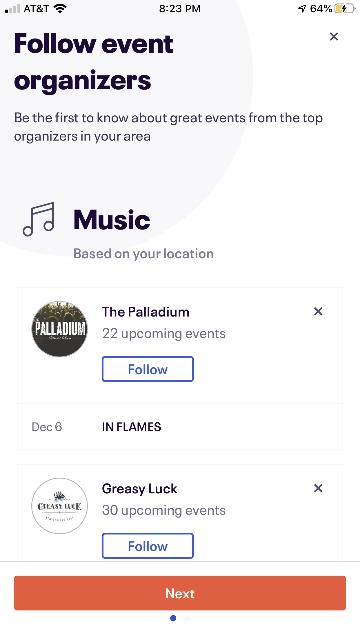 AT&T
8:23 PM
64%
Follow event
organizers
Be the first to know about great events from the top
organizers in your area
Music
Based on your location
PALLADIUM
The Palladium
22 upcoming events
Follow
Dec 6
IN FLAMES
GREASY LUCK
Greasy Luck
30 upcoming events
Follow
Next